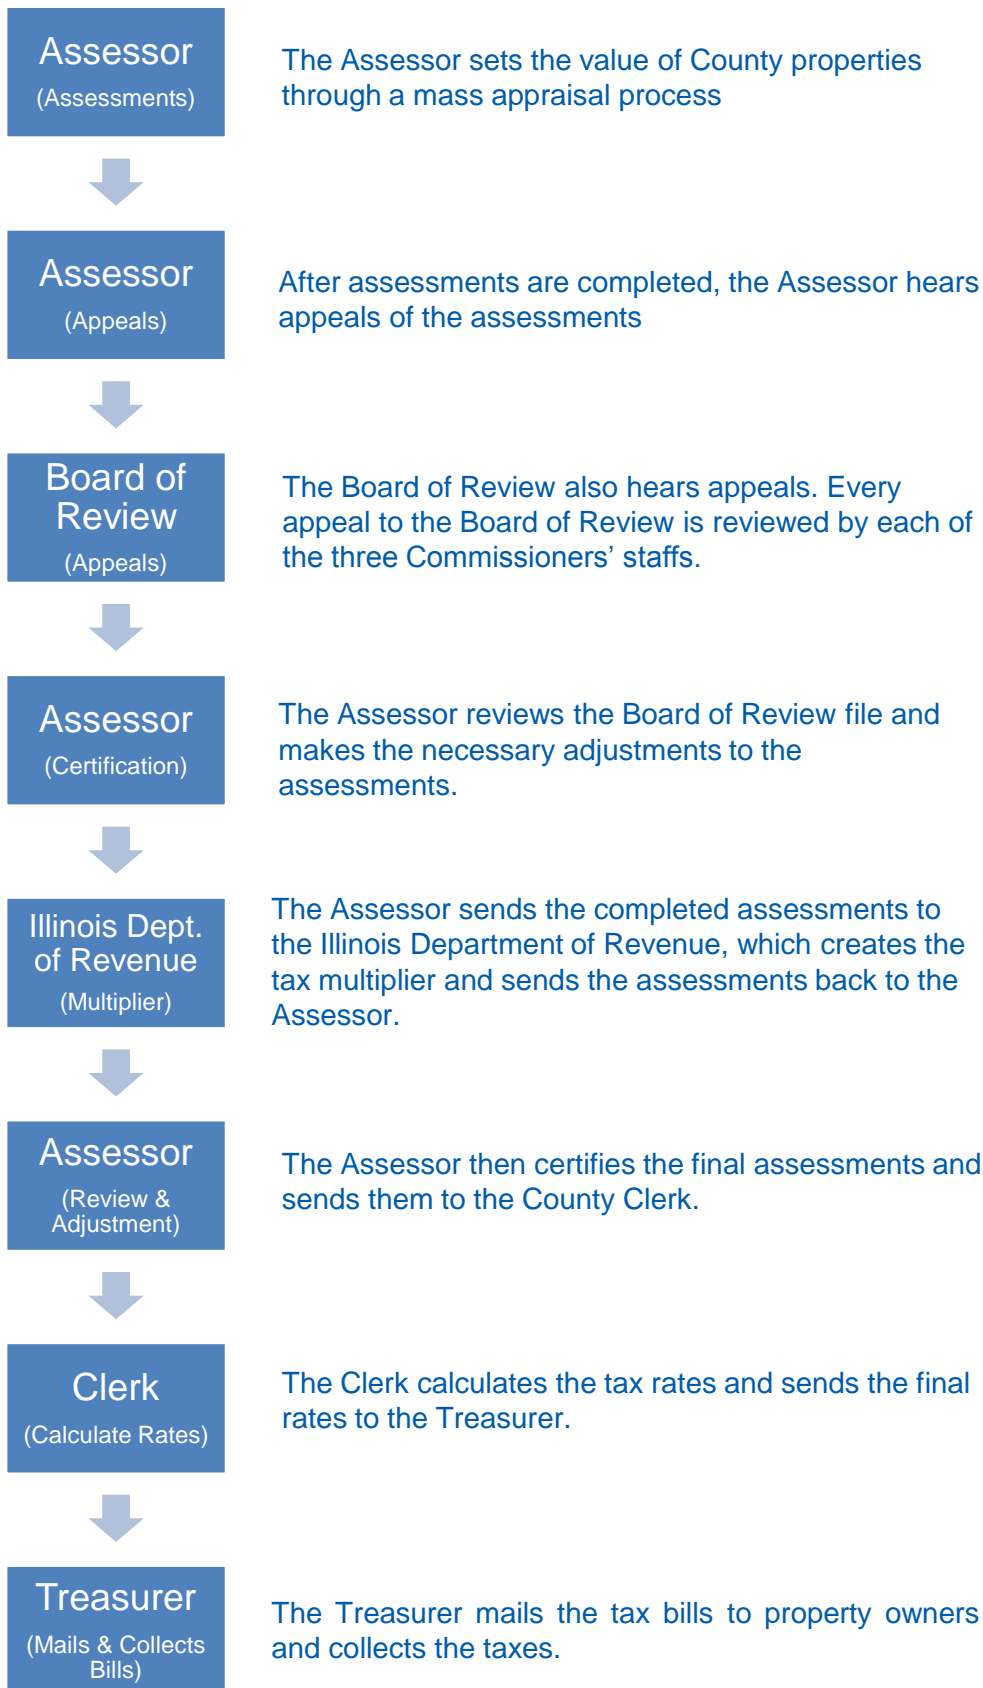 Assessor
(Assessments)
The Assessor sets the value of County properties
through a mass appraisal process
Assessor
(Appeals)
After assessments are completed, the Assessor hears
appeals of the assessments
Board of
Review
(Appeals)
The Board of Review also hears appeals. Every
appeal to the Board of Review is reviewed by each of
the three Commissioners’ staffs.
Assessor
(Certification)
The Assessor reviews the Board of Review file and
makes the necessary adjustments to the
assessments.
Illinois Dept.
of Revenue
(Multiplier)
The Assessor sends the completed assessments to
the Illinois Department of Revenue, which creates the
tax multiplier and sends the assessments back to the
Assessor.
Assessor
(Review &
Adjustment)
The Assessor then certifies the final assessments and
sends them to the County Clerk.
Clerk
(Calculate Rates)
The Clerk calculates the tax rates and sends the final
rates to the Treasurer.
Treasurer
(Mails & Collects
Bills)
The Treasurer mails the tax bills to property owners
and collects the taxes.